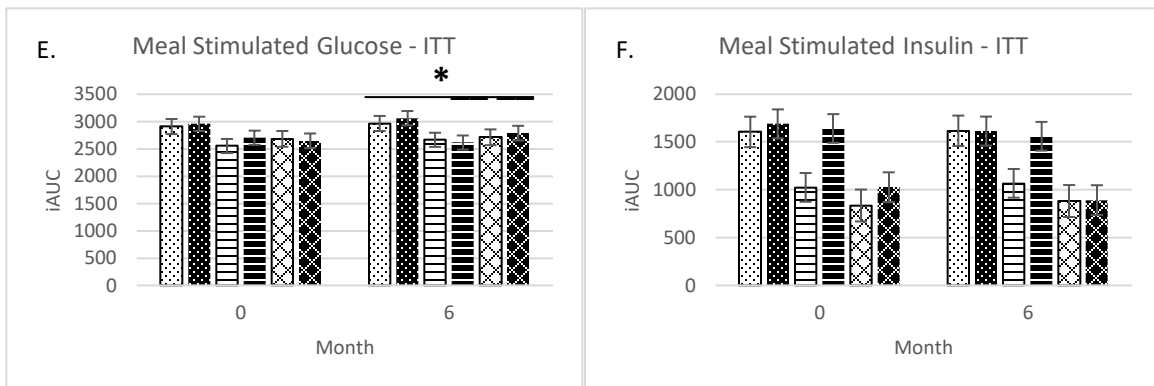 E.
Meal Stimulated Glucose - ITT
*
3500
3000
2500
2000
1500
1000
500
0
iAUC
0
6
Month
F.
Meal Stimulated Insulin - ITT
2000
1500
1000
500
0
iAUC
0
6
Month